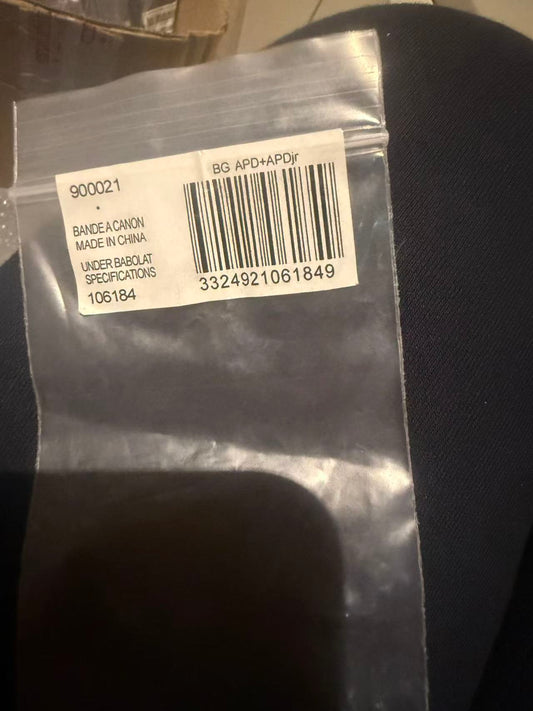 900021
BANDE A CANON
MADE IN CHINA
UNDER BABOLAT
SPECIFICATIONS
106184
BG APD+APDjr
3324921061849